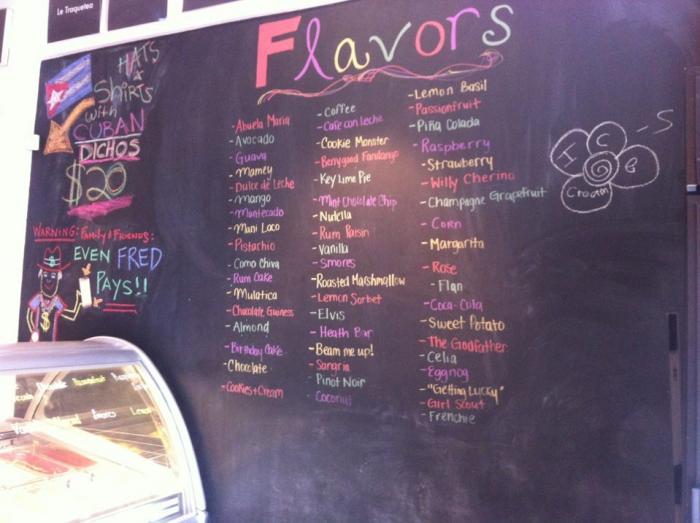 Le Traquetea
Flavors
HATS
+
Shirts
with
CUBAN
DICHOS
$20
WARNING: Family & Friends:
EVEN FRED
PAYS!!
- Abuela Maria
- Avocado
- Guava
- Mamey
- Dulce de Leche
- Mango
- Mantecado
- Mani Loco
- Pistachio
- Como Chiva
- Rum Cake
- Mulatica
- Chocolate Guiness
- Almond
- Birthday Cake
- Chocolate
- Cookies + Cream
- Coffee
- Cafe con Leche
- Cookie Monster
- Berrygood Fandango
- Key Lime Pie
- Mint Chocolate Chip
- Nutella
- Rum Raisin
- Vanilla
- Smores
- Roasted Marshmallow
- Lemon Sorbet
- Elvis
- Heath Bar
- Beam me up!
- Sangria
- Pinot Noir
- Coconut
- Lemon Basil
- Passionfruit
- Piña Colada
- Raspberry
- Strawberry
- Willy Cherino
- Champagne Grapefruit
- Corn
- Margarita
- Rose
- Flan
- Coca-Cola
- Sweet Potato
- The Godfather
- Celia
- Eggnog
- "Getting Lucky"
- Girl Scout
- Frenchie
I C E
Cream
-S